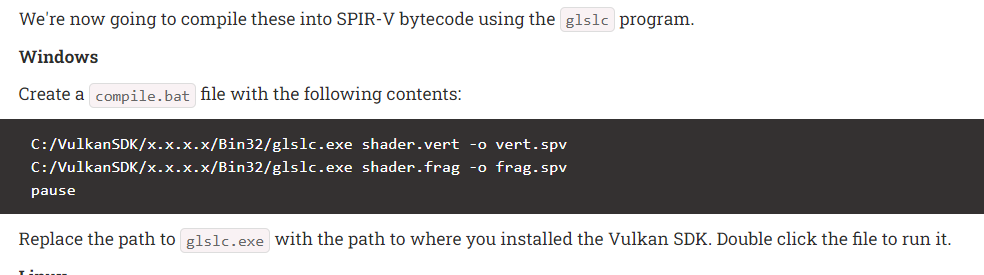 We're now going to compile these into SPIR-V bytecode using the glslc program.
Windows
Create a compile.bat file with the following contents:
C:/VulkanSDK/x.x.x.x/Bin32/glslc.exe shader.vert -o vert.spv
C:/VulkanSDK/x.x.x.x/Bin32/glslc.exe shader.frag -o frag.spv
pause
Replace the path to glslc.exe with the path to where you installed the Vulkan SDK. Double click the file to run it.